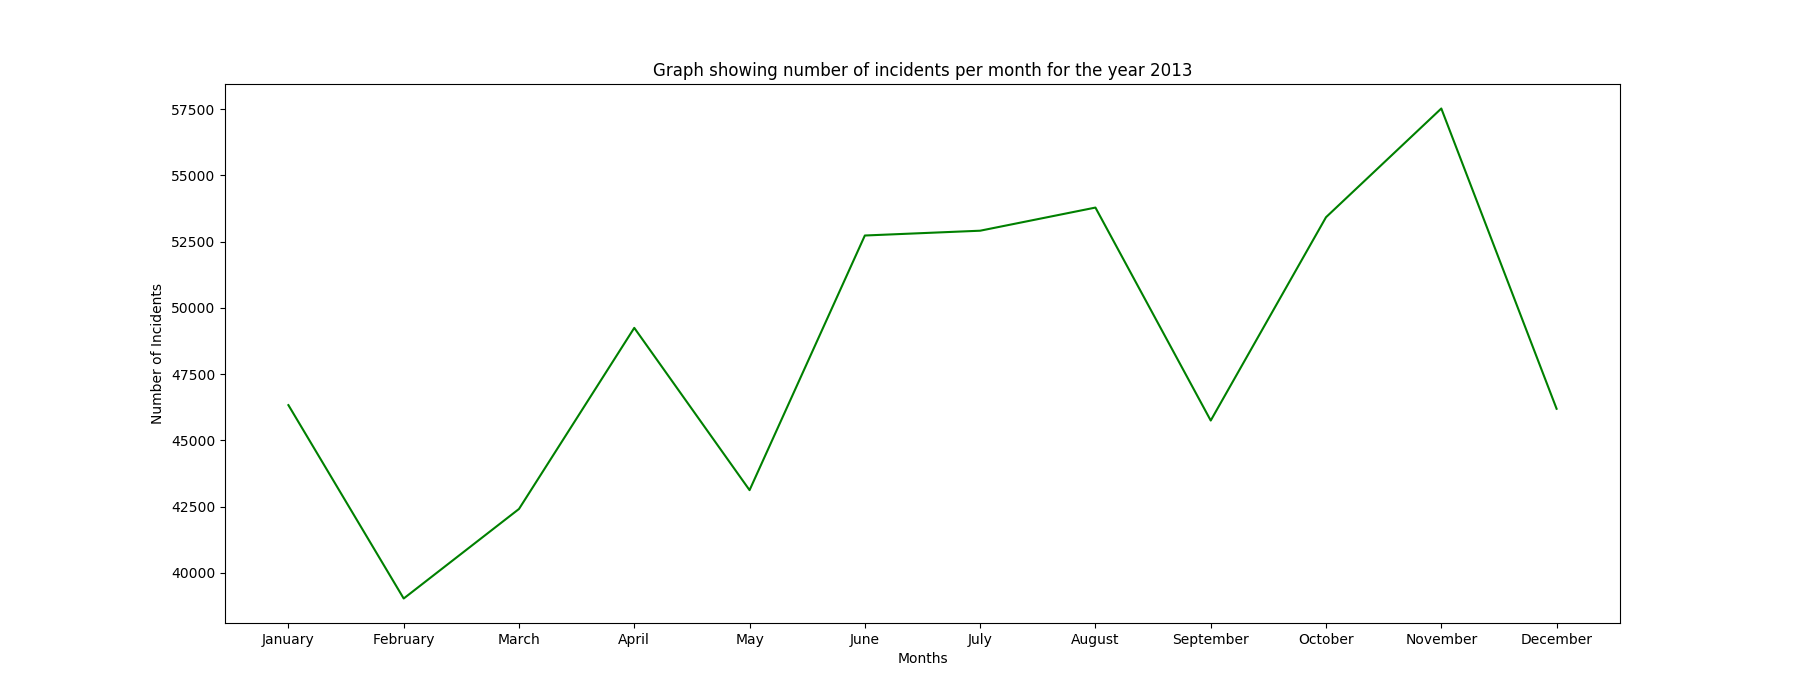 Graph showing number of incidents per month for the year 2013
57500
55000
52500
50000
47500
45000
42500
40000
Number of Incidents
January February March April May June July August September October November December
Months